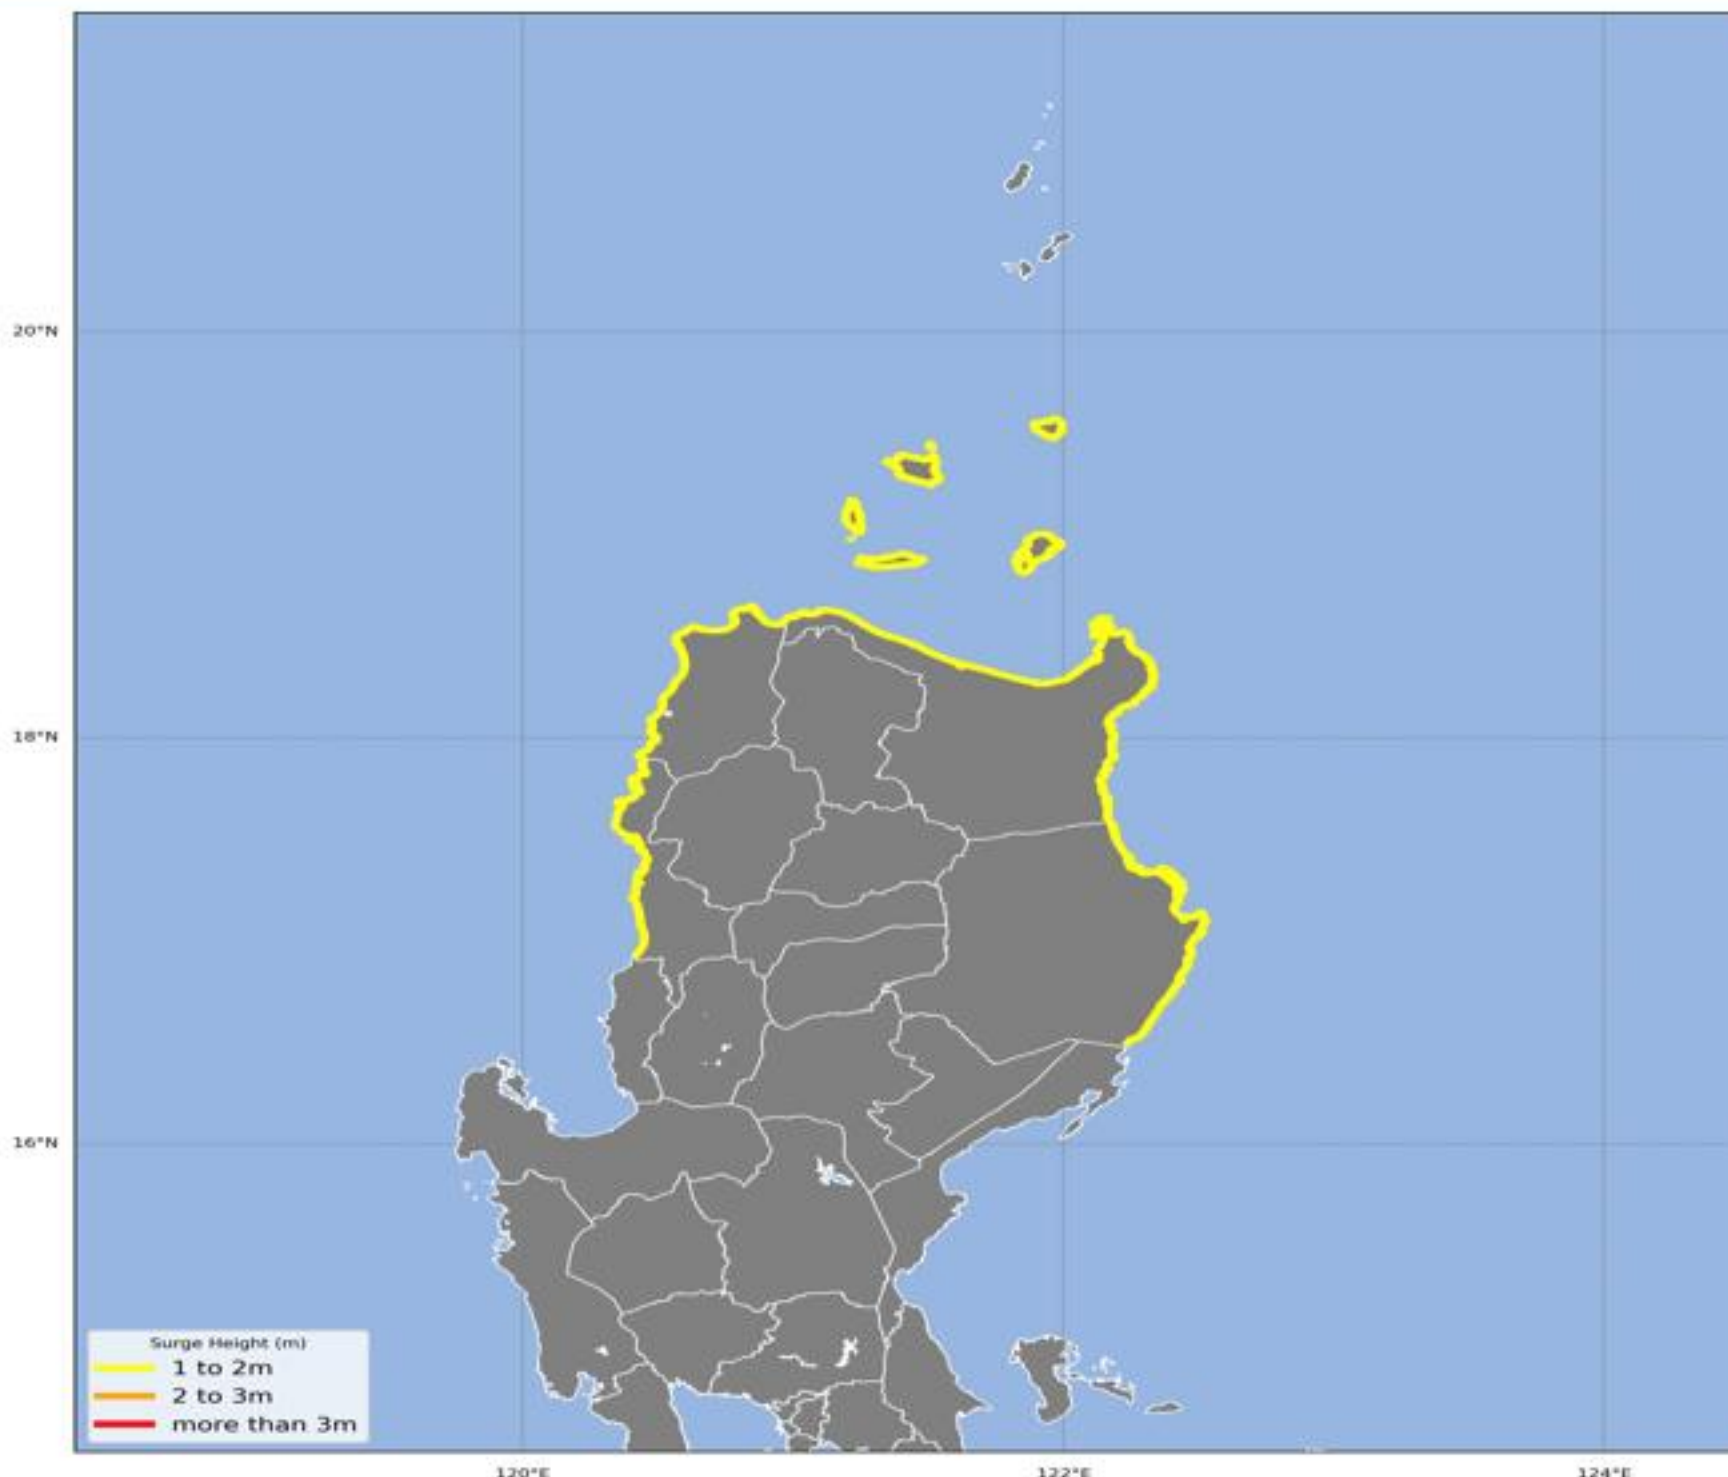 20°N
18°N
16°N
Surge Height (m)
1 to 2m
2 to 3m
more than 3m
120°E
122°E
124°E